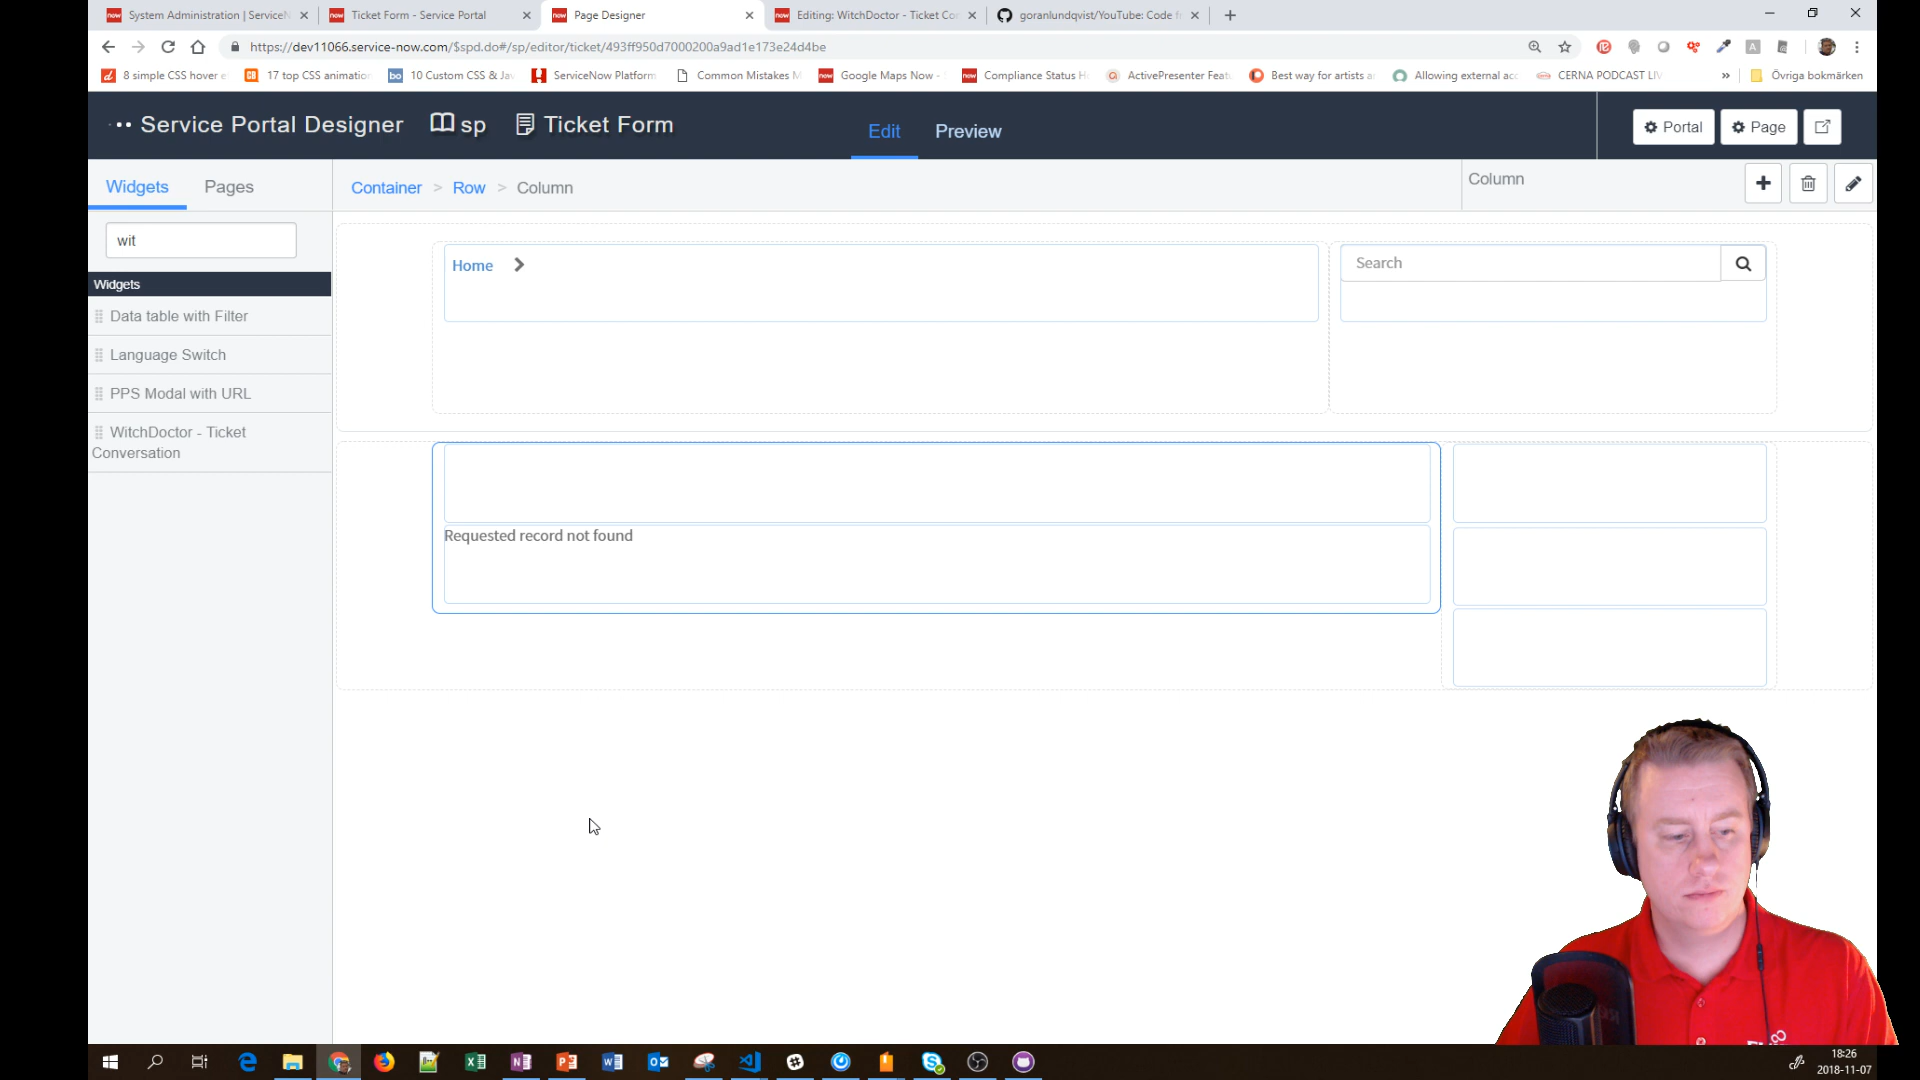 System Administration | ServiceN
Ticket Form - Service Portal
Page Designer
Editing: WitchDoctor - Ticket Co
goranlundqvist/YouTube: Code f
https://dev11066.service-now.com/$spd.do#/sp/editor/ticket/493ff950d7000200a9ad1e173e24d4be
8 simple CSS hover e
17 top CSS animation
10 Custom CSS & Jav
ServiceNow Platform
Common Mistakes M
Google Maps Now -
Compliance Status H
ActivePresenter Featu
Best way for artists a
Allowing external acc
CERNA PODCAST LIV
»
Övriga bokmärken
Service Portal Designer
sp
Ticket Form
Edit
Preview
Portal
Page
Widgets
Pages
Container > Row > Column
Column
wit
Widgets
Data table with Filter
Language Switch
PPS Modal with URL
WitchDoctor - Ticket
Conversation
Home
Search
Requested record not found
18:26
2018-11-07